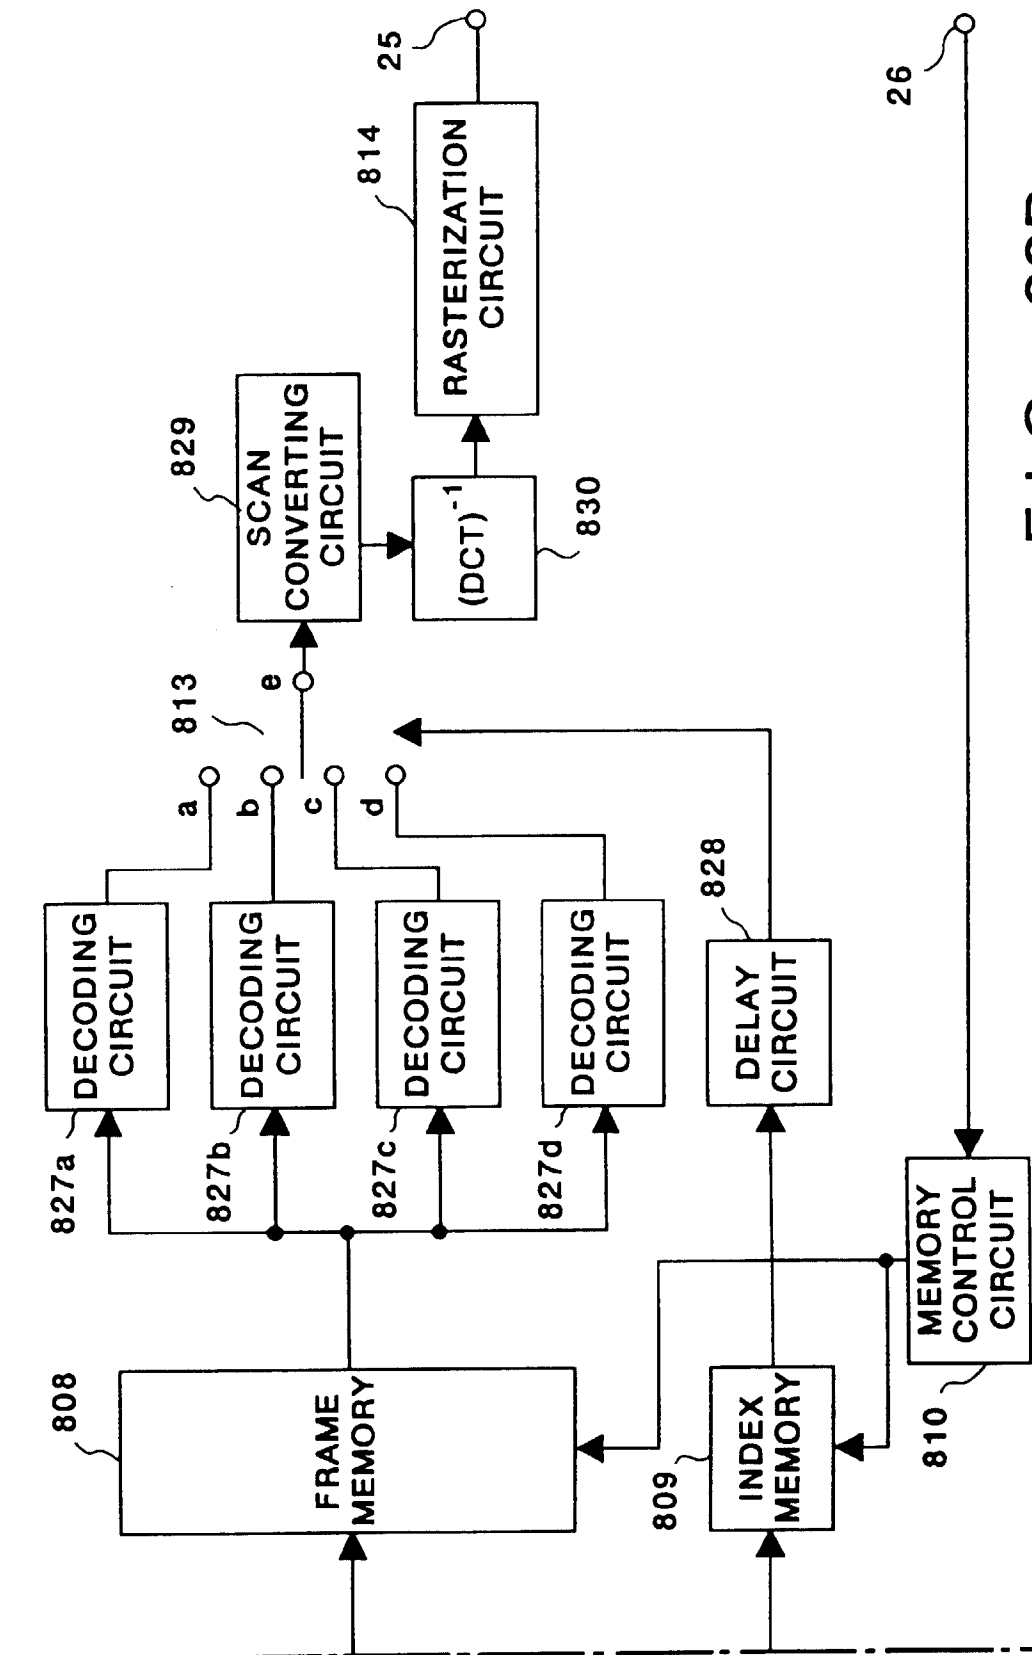 808
FRAME
MEMORY
809
INDEX
MEMORY
810
MEMORY
CONTROL
CIRCUIT
827a
DECODING
CIRCUIT
827b
DECODING
CIRCUIT
827c
DECODING
CIRCUIT
827d
DECODING
CIRCUIT
828
DELAY
CIRCUIT
a
b
c
d
813
e
829
SCAN
CONVERTING
CIRCUIT
(DCT)⁻¹
830
814
RASTERIZATION
CIRCUIT
25
26